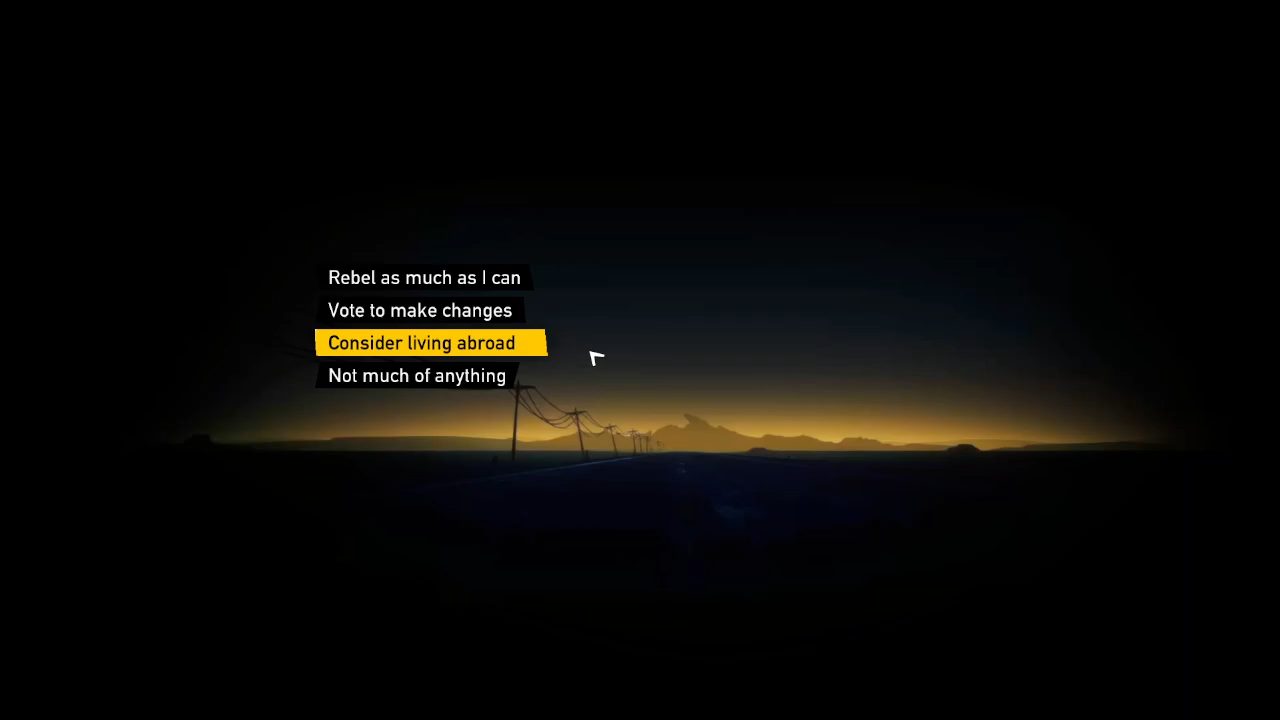 Rebel as much as I can
Vote to make changes
Consider living abroad
Not much of anything